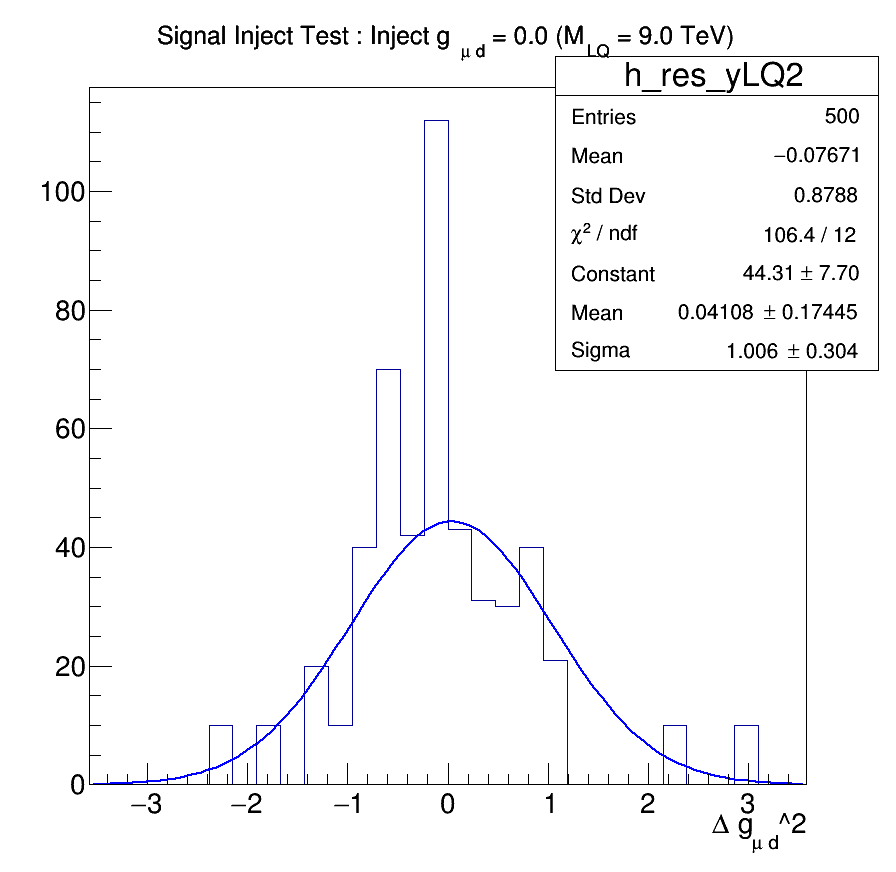 Signal Inject Test : Inject g μ d = 0.0 (M LQ = 9.0 TeV)
h_res_yLQ2
Entries 500
Mean −0.07671
Std Dev 0.8788
χ² / ndf 106.4 / 12
Constant 44.31 ± 7.70
Mean 0.04108 ± 0.17445
Sigma 1.006 ± 0.304
100
80
60
40
20
0
−3 −2 −1 0 1 2 3
Δ g μ d ^2